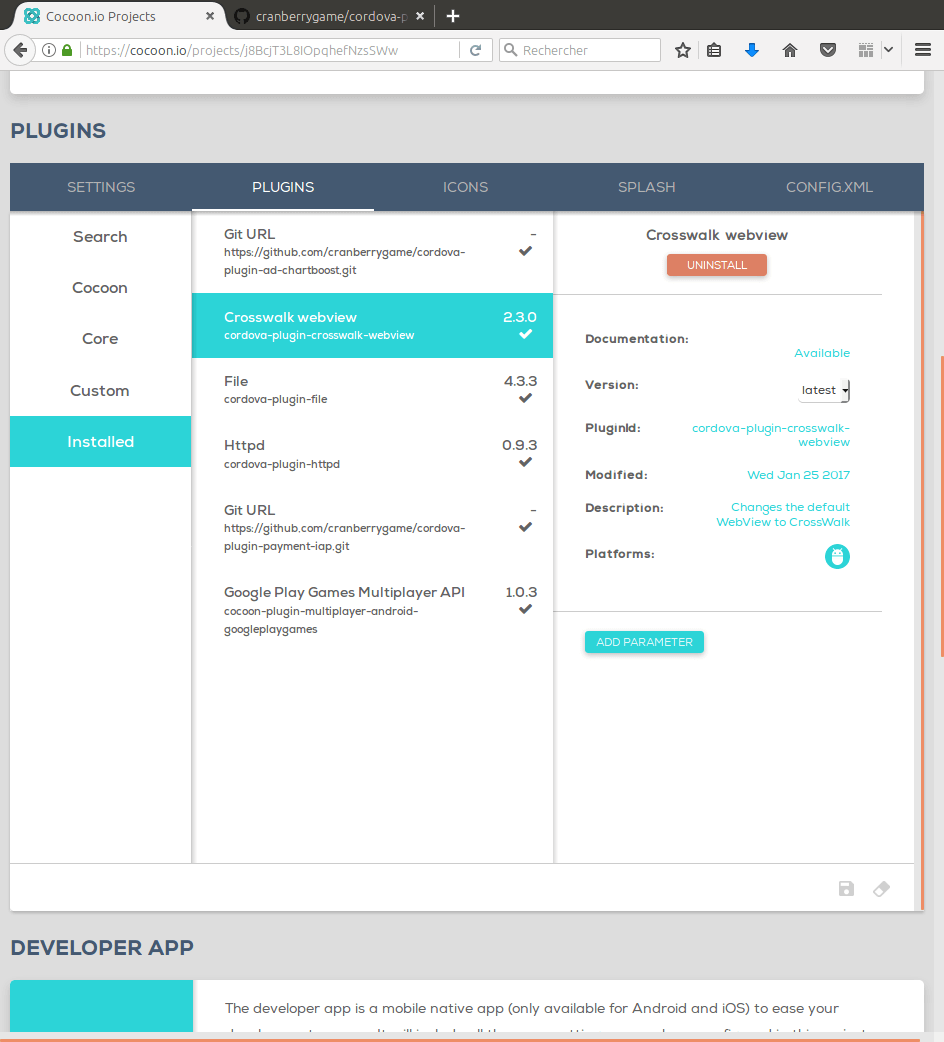 Cocoon.io Projects
cranberrygame/cordova-p
https://cocoon.io/projects/j8BcjT3L8IOpqhefNzsSWw
Rechercher
PLUGINS
SETTINGS
PLUGINS
ICONS
SPLASH
CONFIG.XML
Search
Cocoon
Core
Custom
Installed
Git URL -
https://github.com/cranberrygame/cordova-
plugin-ad-chartboost.git
Crosswalk webview 2.3.0
cordova-plugin-crosswalk-webview
File 4.3.3
cordova-plugin-file
Httpd 0.9.3
cordova-plugin-httpd
Git URL -
https://github.com/cranberrygame/cordova-
plugin-payment-iap.git
Google Play Games Multiplayer API 1.0.3
cocoon-plugin-multiplayer-android-
googleplaygames
Crosswalk webview
UNINSTALL
Documentation:
Available
Version: latest
PluginId: cordova-plugin-crosswalk-
webview
Modified: Wed Jan 25 2017
Description: Changes the default
WebView to CrossWalk
Platforms:
ADD PARAMETER
DEVELOPER APP
The developer app is a mobile native app (only available for Android and iOS) to ease your